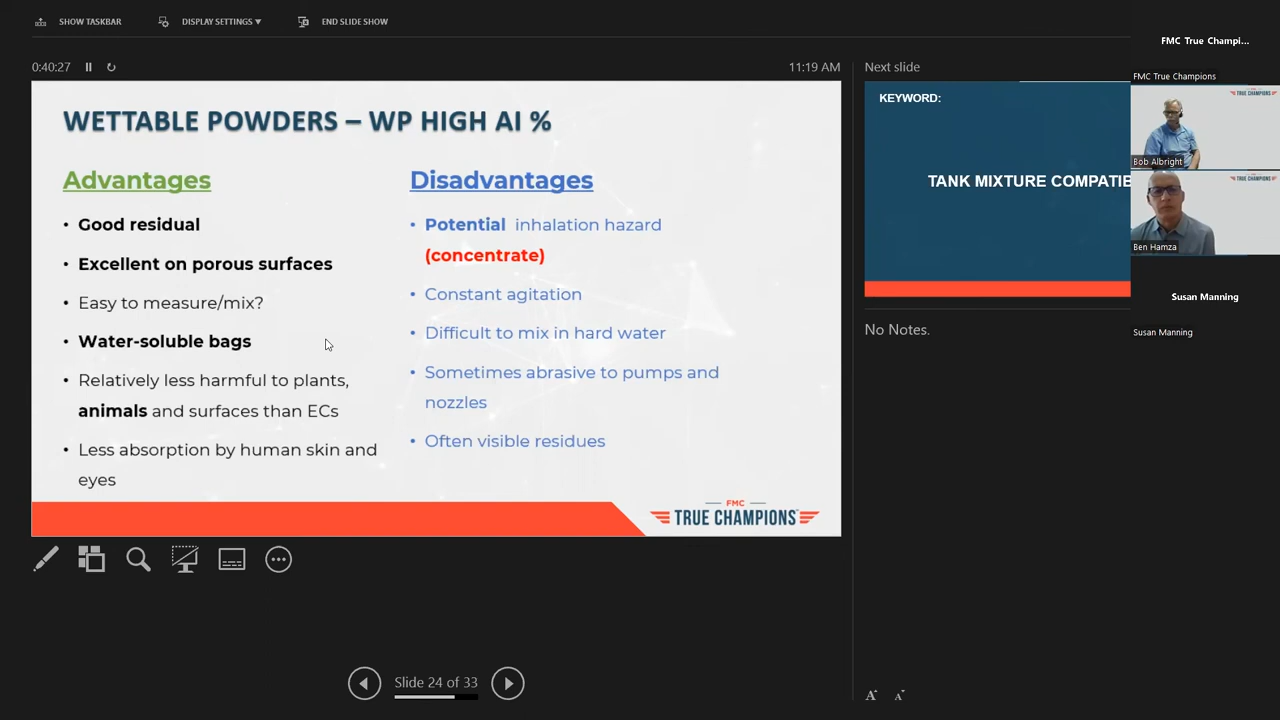 SHOW TASKBAR
DISPLAY SETTINGS ▼
END SLIDE SHOW
0:40:27
11:19 AM
WETTABLE POWDERS – WP HIGH AI %
Advantages
• Good residual
• Excellent on porous surfaces
• Easy to measure/mix?
• Water-soluble bags
• Relatively less harmful to plants,
animals and surfaces than ECs
• Less absorption by human skin and
eyes
Disadvantages
• Potential inhalation hazard
(concentrate)
• Constant agitation
• Difficult to mix in hard water
• Sometimes abrasive to pumps and
nozzles
• Often visible residues
FMC
TRUE CHAMPIONS
Slide 24 of 33
Next slide
KEYWORD:
TANK MIXTURE COMPATIB
No Notes.
A
A
FMC True Champi...
FMC True Champions
TRUE CHAMPIONS
Bob Albright
TRUE CHAMPIONS
Ben Hamza
Susan Manning
Susan Manning